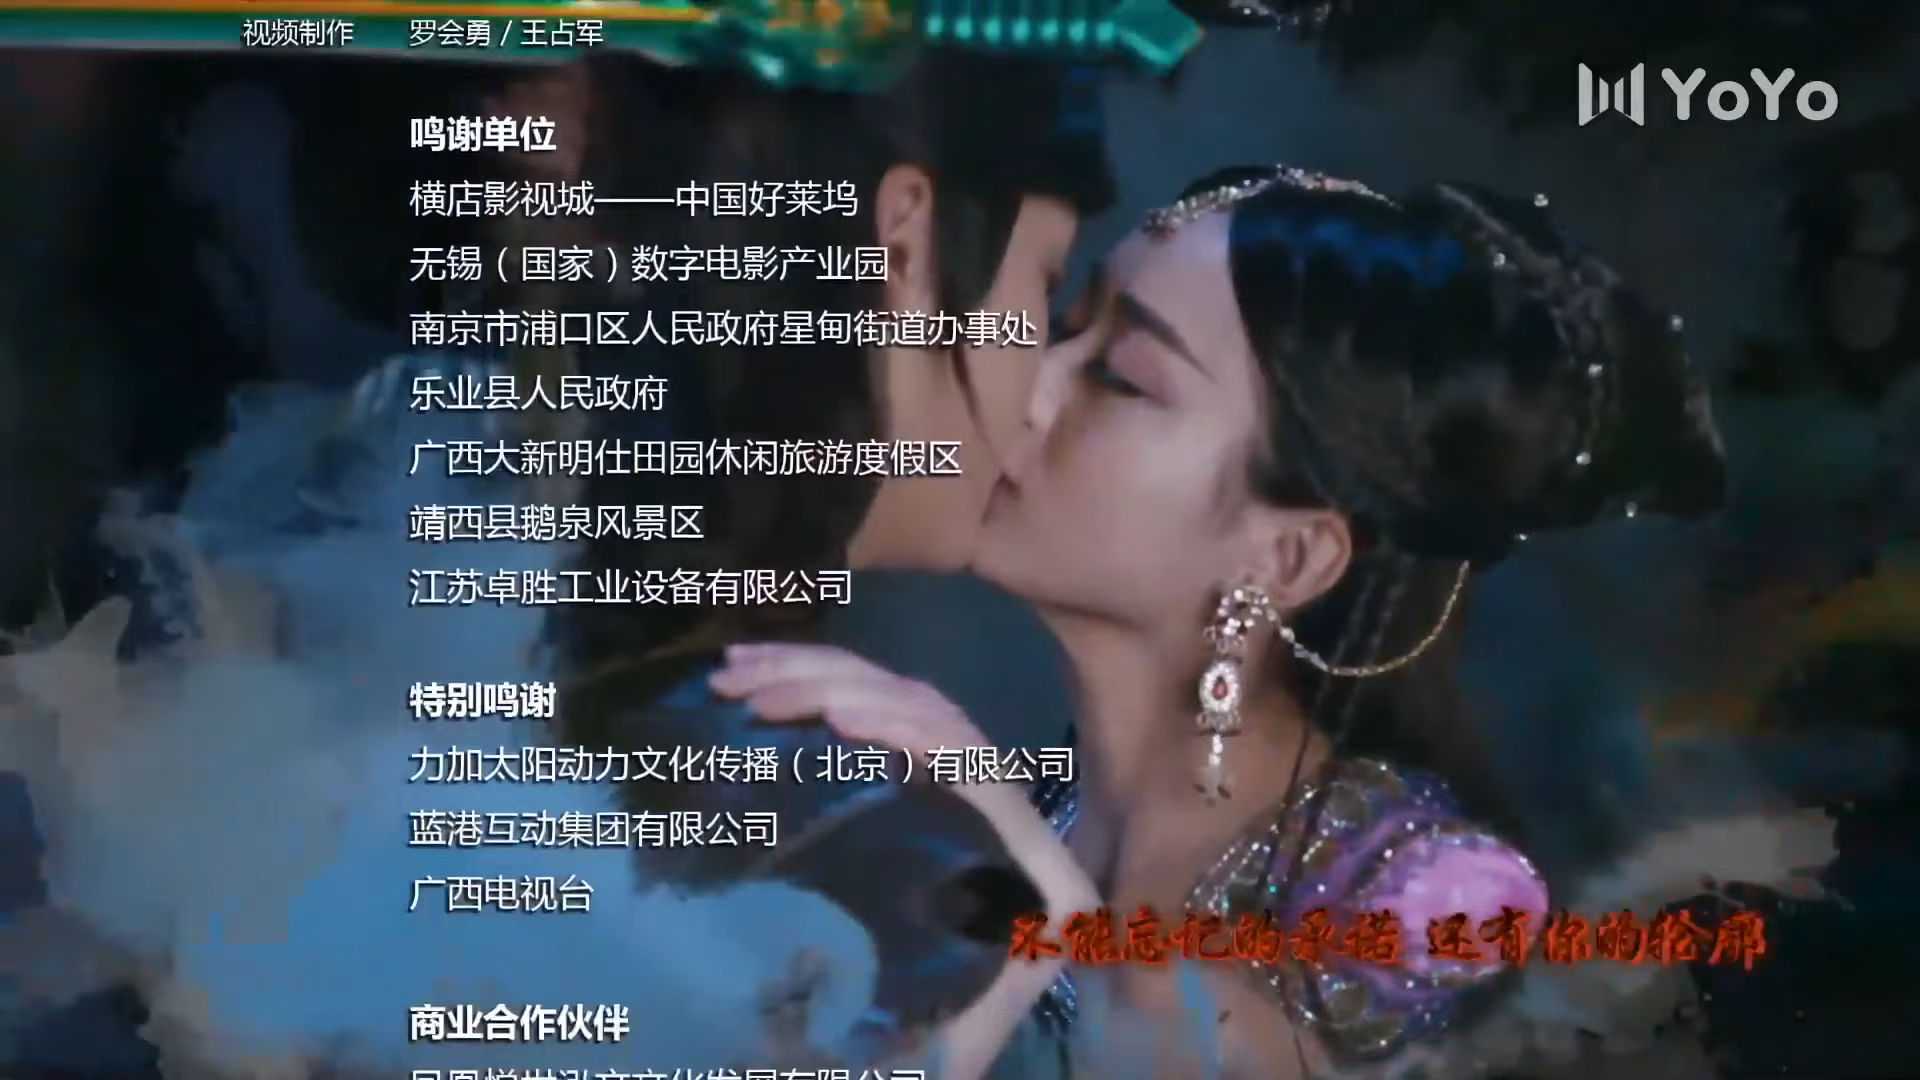 视频制作 罗会勇 / 王占军
YoYo
鸣谢单位
横店影视城——中国好莱坞
无锡（国家）数字电影产业园
南京市浦口区人民政府星甸街道办事处
乐业县人民政府
广西大新明仕田园休闲旅游度假区
靖西县鹅泉风景区
江苏卓胜工业设备有限公司
特别鸣谢
力加太阳动力文化传播（北京）有限公司
蓝港互动集团有限公司
广西电视台
不能忘记的承诺 还有你的轮廓
商业合作伙伴